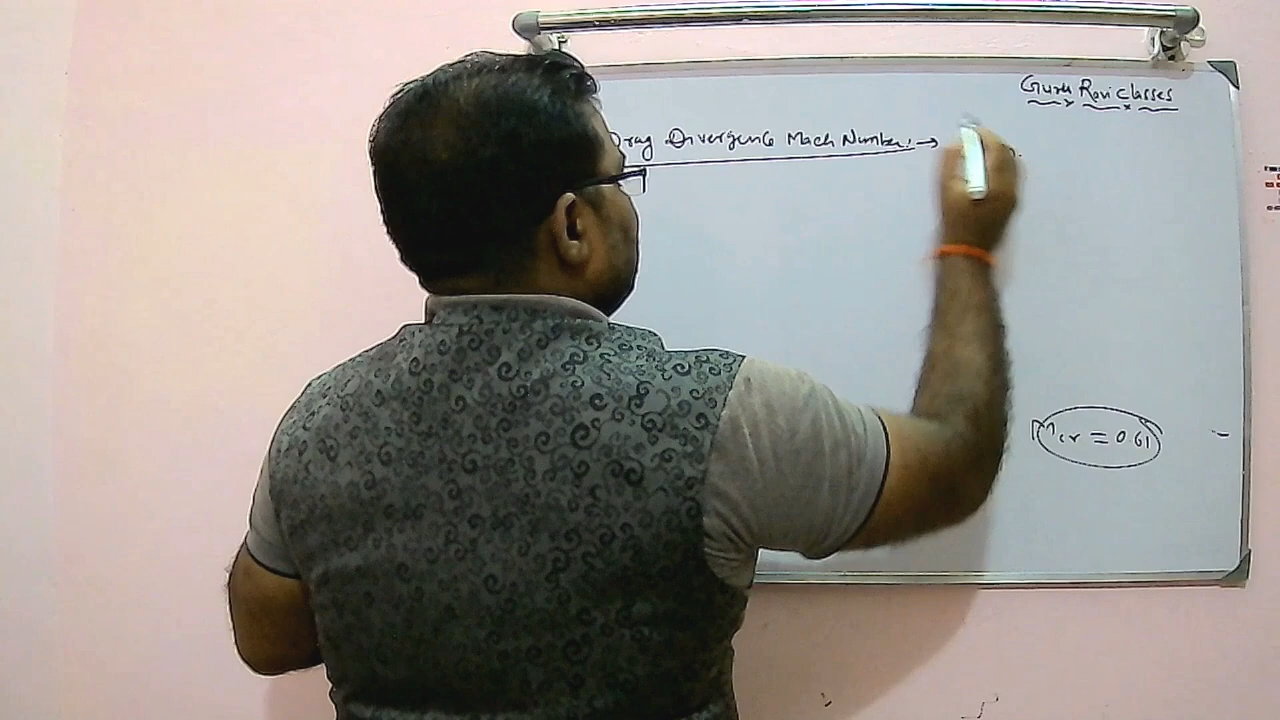 Guru Ravi classes
Drag Divergence Mach Number: →
Mcr = 0.61